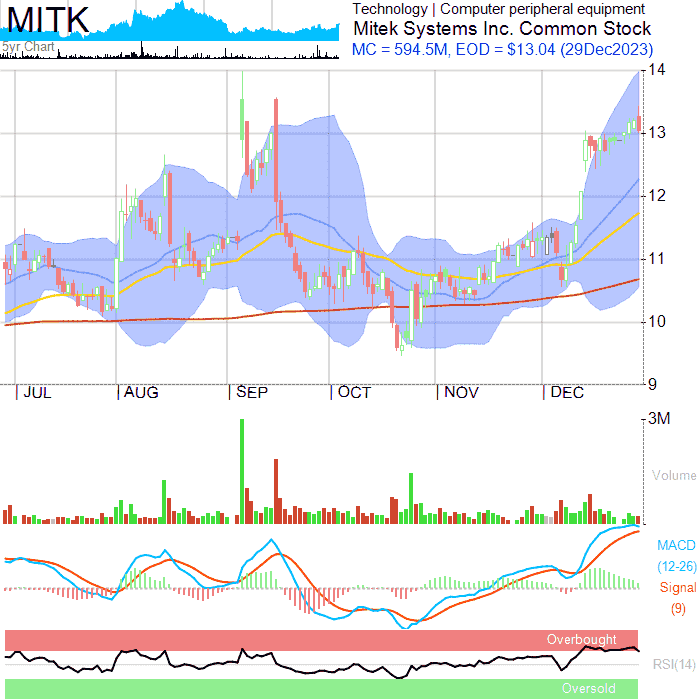 MITK
Technology | Computer peripheral equipment
Mitek Systems Inc. Common Stock
5yr Chart
MC = 594.5M, EOD = $13.04 (29Dec2023)
14
13
12
11
10
9
JUL AUG SEP OCT NOV DEC
3M
Volume
MACD
(12-26)
Signal
(9)
Overbought
RSI(14)
Oversold